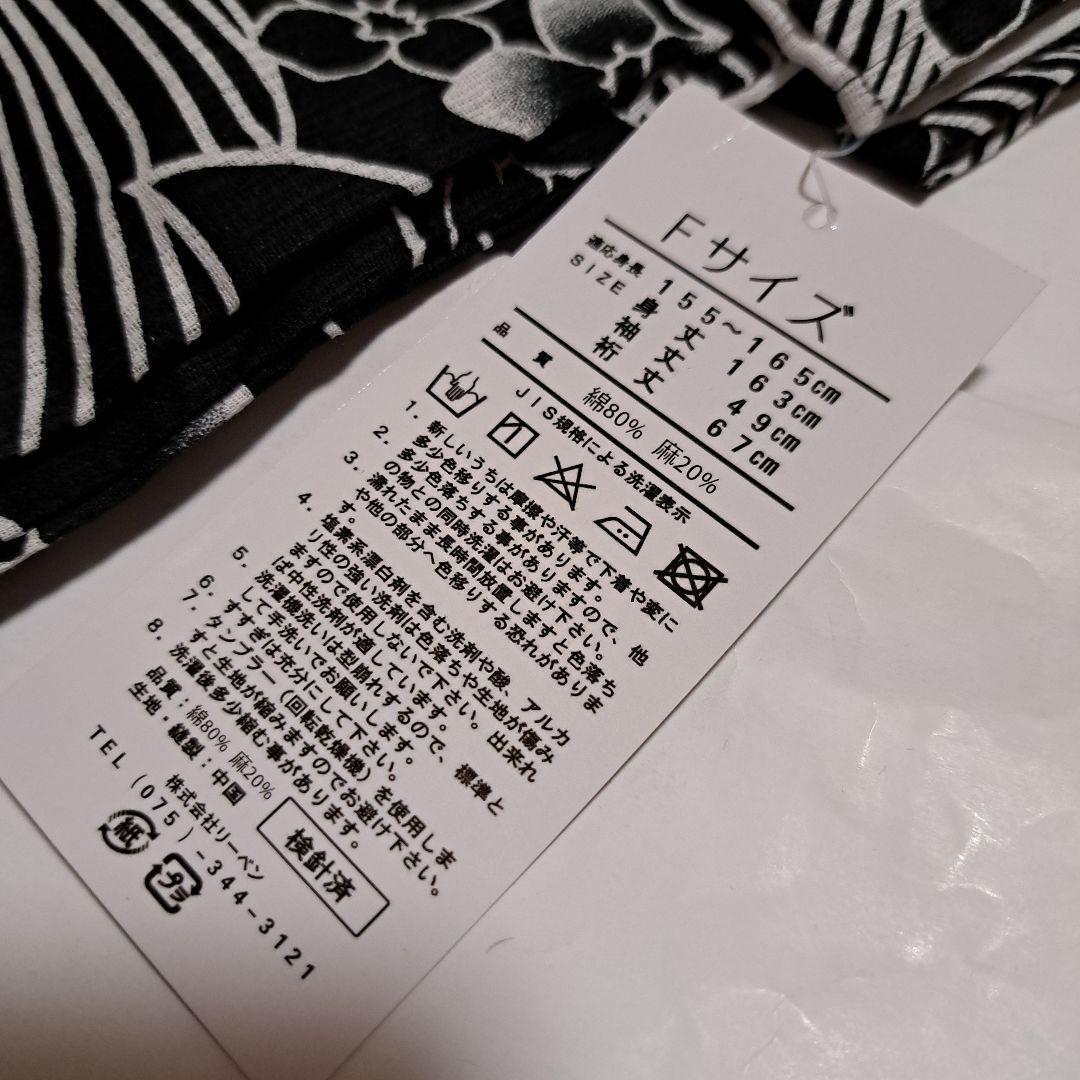 Fサイズ
適応身長 155～165cm
SIZE 身丈 163cm
袖丈 49cm
裄丈 67cm
品質 綿80% 麻20%
JIS規格による洗濯表示
1. 新しいうちは摩擦や汗等で下着や変に
多少色移りする事があります。
2. 多少色落ちする事がありますので、他
の物との同時洗濯はお避け下さい。
3. 濡れたまま長時間放置しますと色落ち
や他の部分へ色移りする恐れがありま
す。
4. 塩素系漂白剤を含む洗剤や酸、アルカ
リ性の強い洗剤は色落ちや生地が傷み
ますので使用しないで下さい。出来れ
ば中性洗剤が適しています。
5. 洗濯機洗いは型崩れするので、標準と
して手洗いでお願いします。
6. すすぎは充分にして下さい。
7. タンブラー（回転乾燥機）を使用しま
すと生地が縮みますのでお避け下さい。
8. 洗濯後多少縮む事があります。
品質：綿80% 麻20%
生地・縫製：中国
検針済
株式会社リーベン
TEL (075)-344-3121
紙
プラ